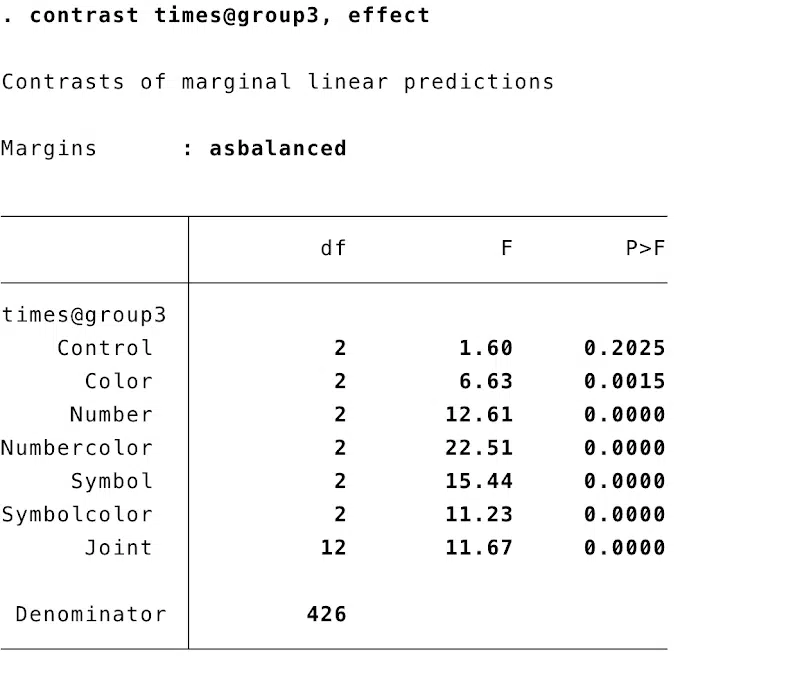 . contrast times@group3, effect
Contrasts of marginal linear predictions
Margins : asbalanced
df F P>F
times@group3
Control 2 1.60 0.2025
Color 2 6.63 0.0015
Number 2 12.61 0.0000
Numbercolor 2 22.51 0.0000
Symbol 2 15.44 0.0000
Symbolcolor 2 11.23 0.0000
Joint 12 11.67 0.0000
Denominator 426